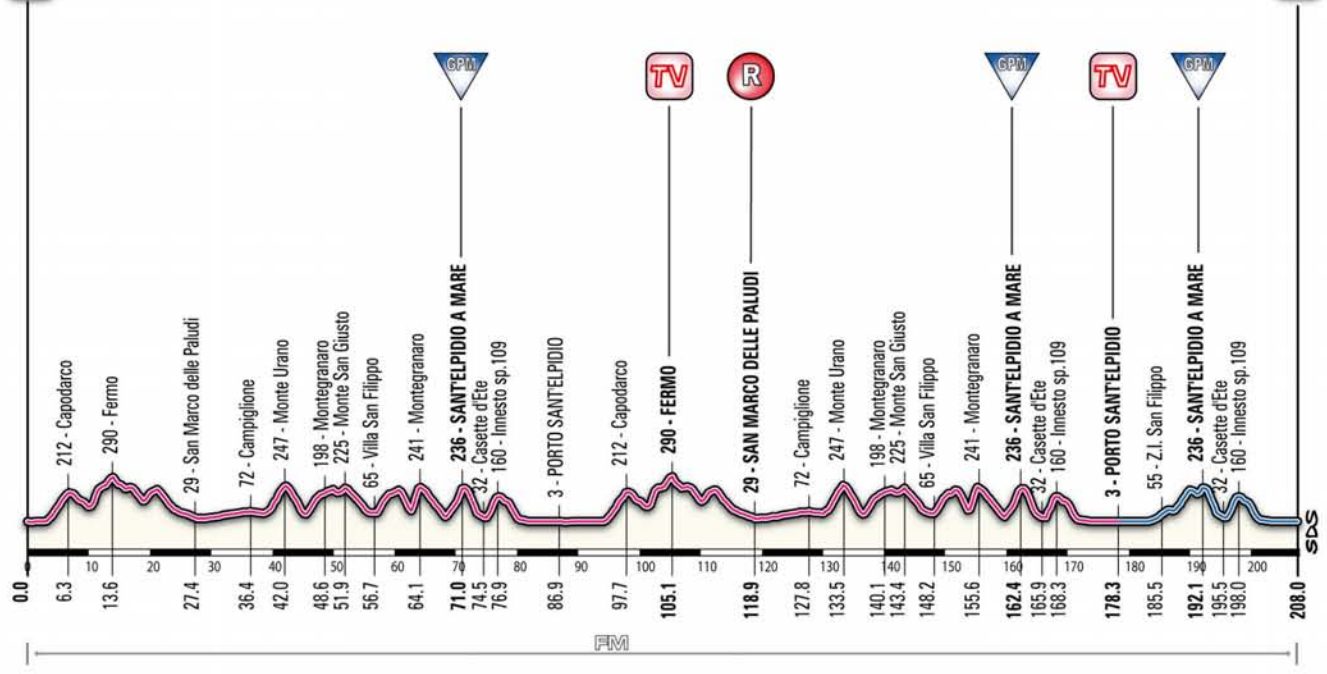 GPM
TV
R
GPM
TV
GPM
212 - Capodarco
290 - Fermo
29 - San Marco delle Paludi
72 - Campiglione
247 - Monte Urano
198 - Montegranaro
225 - Monte San Giusto
65 - Villa San Filippo
241 - Montegranaro
236 - SANT'ELPIDIO A MARE
32 - Casette d'Ete
160 - Innesto sp.109
3 - PORTO SANT'ELPIDIO
212 - Capodarco
290 - FERMO
29 - SAN MARCO DELLE PALUDI
72 - Campiglione
247 - Monte Urano
198 - Montegranaro
225 - Monte San Giusto
65 - Villa San Filippo
241 - Montegranaro
236 - SANT'ELPIDIO A MARE
32 - Casette d'Ete
160 - Innesto sp.109
3 - PORTO SANT'ELPIDIO
55 - Z.I. San Filippo
236 - SANT'ELPIDIO A MARE
32 - Casette d'Ete
160 - Innesto sp.109
SDS
0 10 20 30 40 50 60 70 80 90 100 110 120 130 140 150 160 170 180 190 200
0.0
6.3
13.6
27.4
36.4
42.0
48.6
51.9
56.7
64.1
71.0
74.5
76.9
86.9
97.7
105.1
118.9
127.8
133.5
140.1
143.4
148.2
155.6
162.4
165.9
168.3
178.3
185.5
192.1
195.5
198.0
208.0
FM